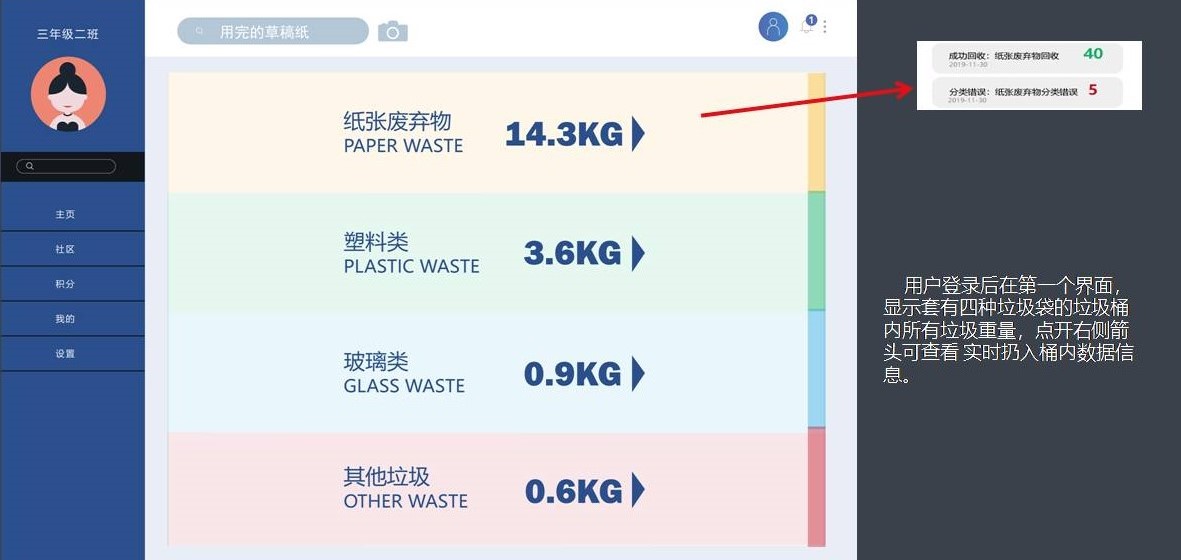 三年级二班
主页
社区
积分
我的
设置
用完的草稿纸
1
纸张废弃物
PAPER WASTE
14.3KG
塑料类
PLASTIC WASTE
3.6KG
玻璃类
GLASS WASTE
0.9KG
其他垃圾
OTHER WASTE
0.6KG
成功回收：纸张废弃物回收 40
2019-11-30
分类错误：纸张废弃物分类错误 5
2019-11-30
用户登录后在第一个界面，
显示套有四种垃圾袋的垃圾桶
内所有垃圾重量，点开右侧箭
头可查看 实时扔入桶内数据信
息。